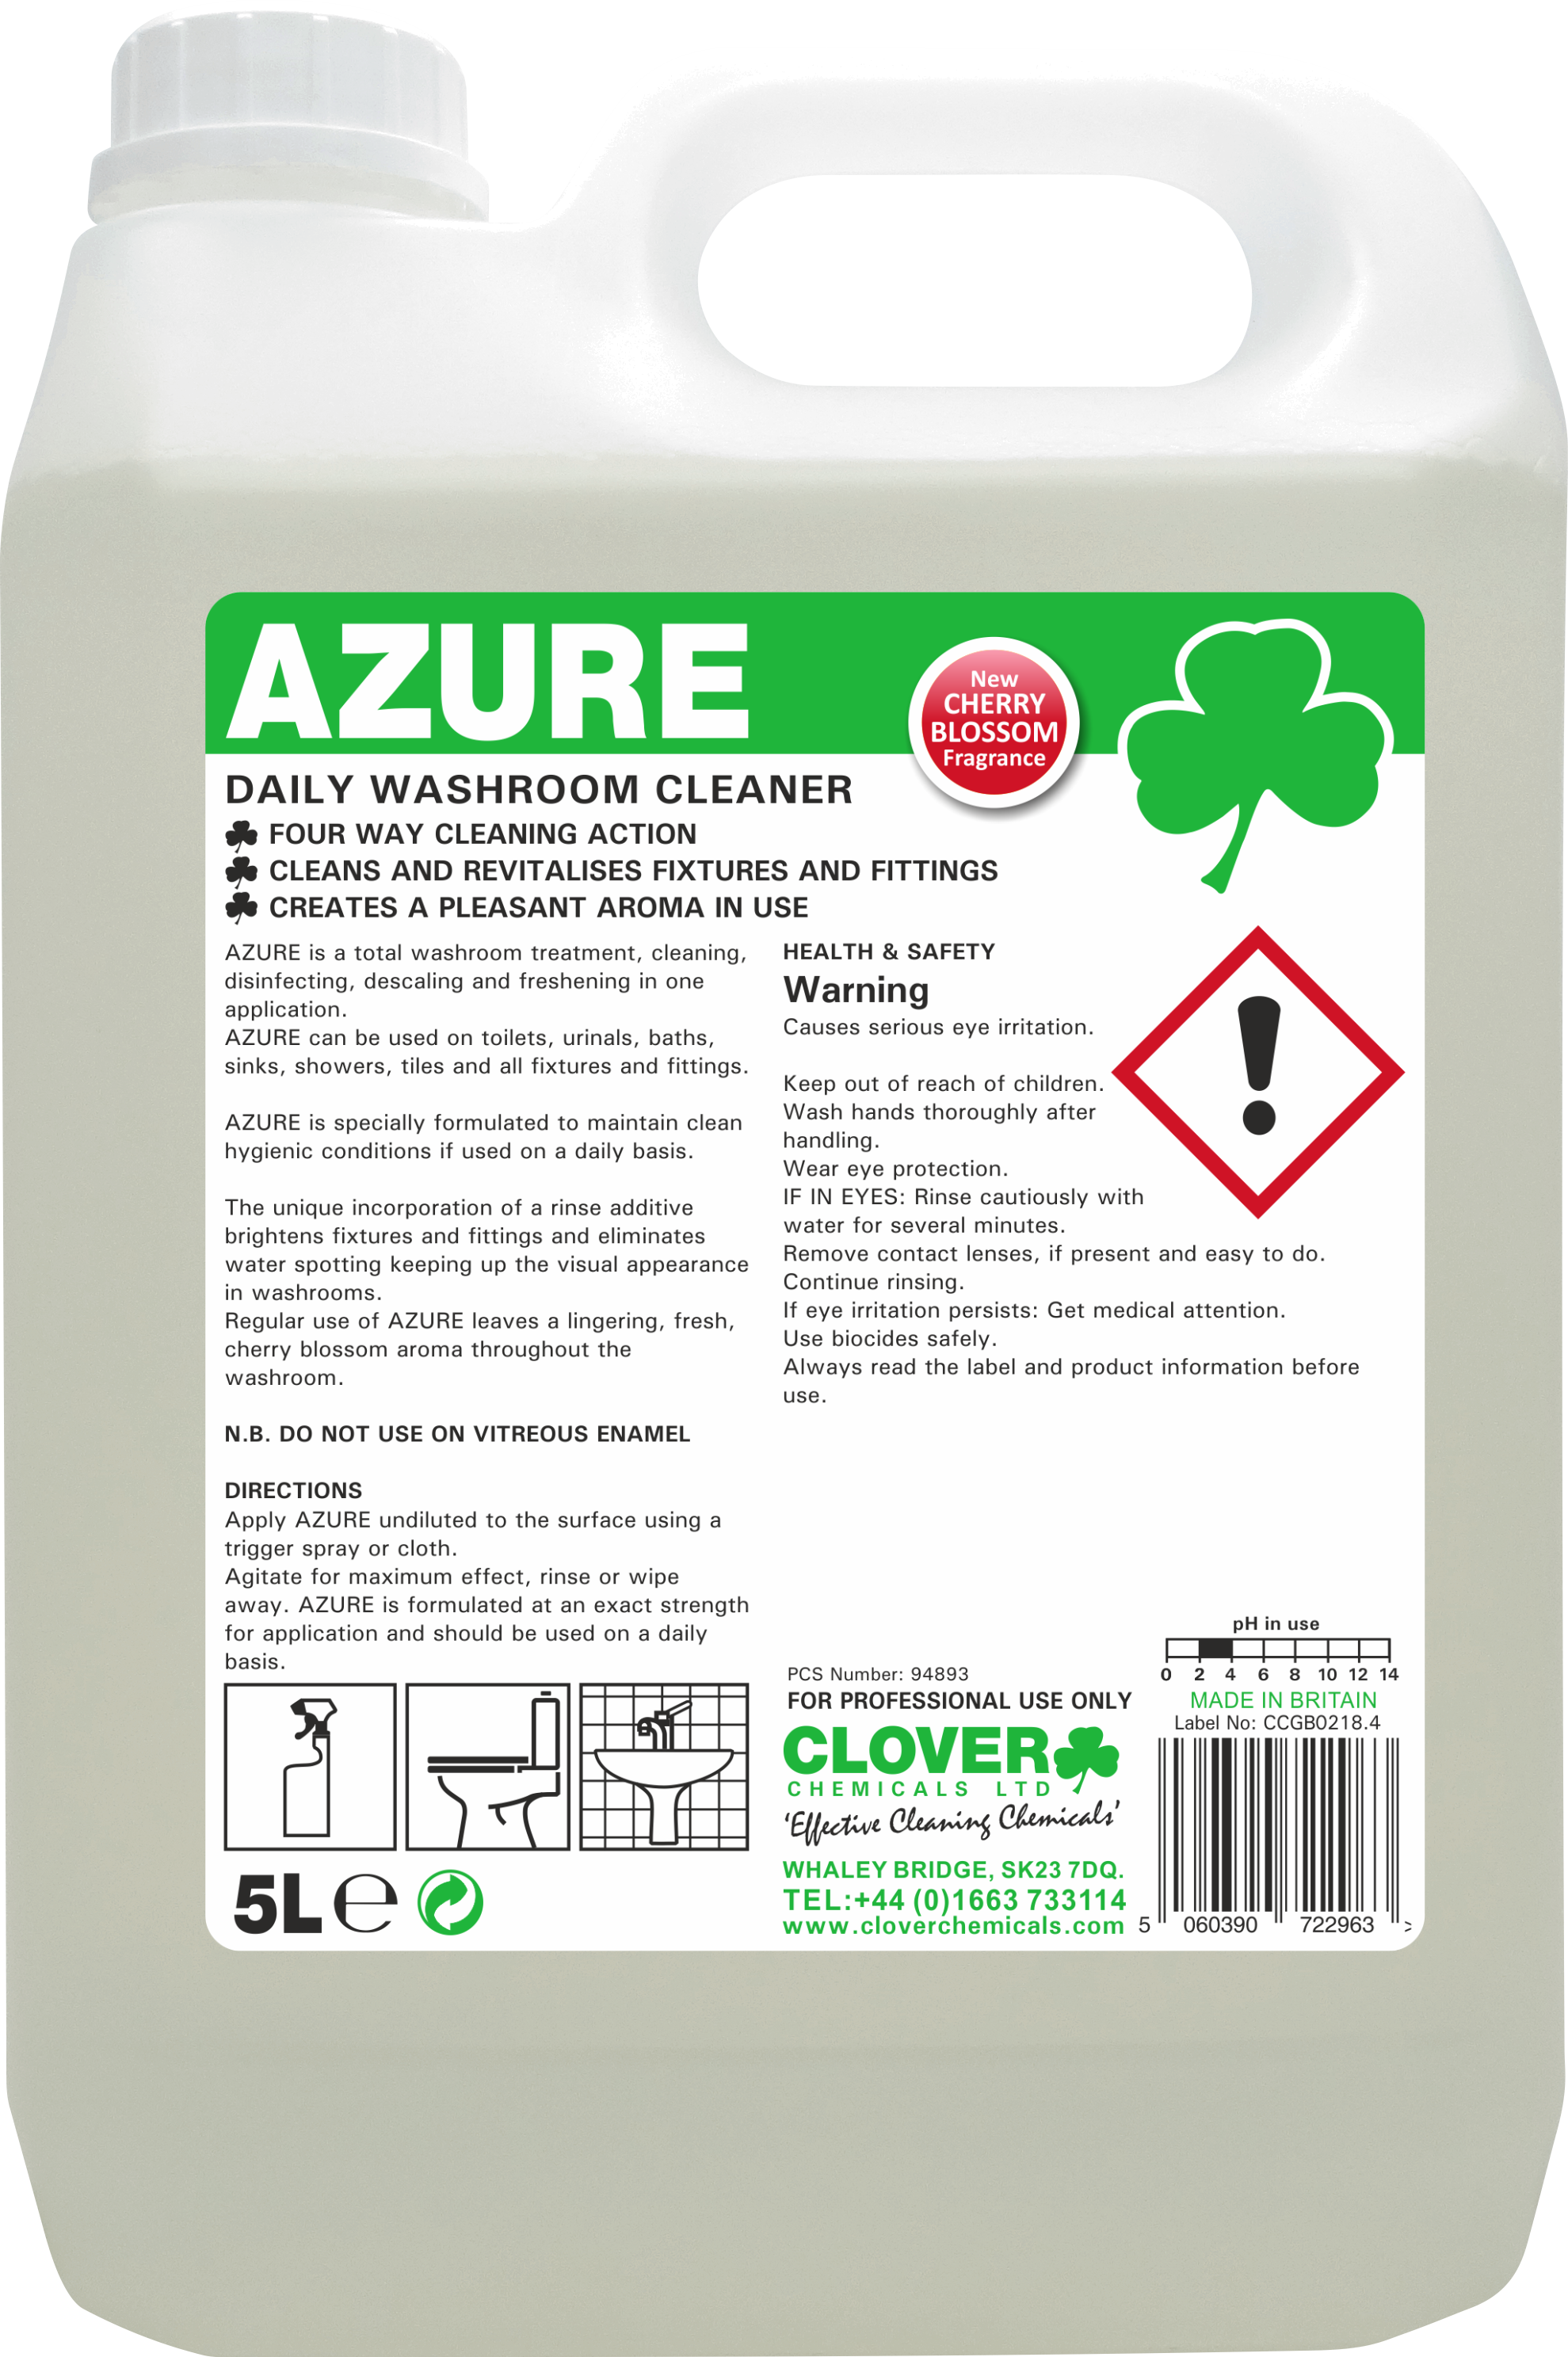 AZURE
New
CHERRY
BLOSSOM
Fragrance
DAILY WASHROOM CLEANER
FOUR WAY CLEANING ACTION
CLEANS AND REVITALISES FIXTURES AND FITTINGS
CREATES A PLEASANT AROMA IN USE
AZURE is a total washroom treatment, cleaning,
disinfecting, descaling and freshening in one
application.
AZURE can be used on toilets, urinals, baths,
sinks, showers, tiles and all fixtures and fittings.
AZURE is specially formulated to maintain clean
hygienic conditions if used on a daily basis.
The unique incorporation of a rinse additive
brightens fixtures and fittings and eliminates
water spotting keeping up the visual appearance
in washrooms.
Regular use of AZURE leaves a lingering, fresh,
cherry blossom aroma throughout the
washroom.
N.B. DO NOT USE ON VITREOUS ENAMEL
DIRECTIONS
Apply AZURE undiluted to the surface using a
trigger spray or cloth.
Agitate for maximum effect, rinse or wipe
away. AZURE is formulated at an exact strength
for application and should be used on a daily
basis.
5L e
HEALTH & SAFETY
Warning
Causes serious eye irritation.
Keep out of reach of children.
Wash hands thoroughly after
handling.
Wear eye protection.
IF IN EYES: Rinse cautiously with
water for several minutes.
Remove contact lenses, if present and easy to do.
Continue rinsing.
If eye irritation persists: Get medical attention.
Use biocides safely.
Always read the label and product information before
use.
PCS Number: 94893
FOR PROFESSIONAL USE ONLY
CLOVER
CHEMICALS LTD
'Effective Cleaning Chemicals'
WHALEY BRIDGE, SK23 7DQ.
TEL:+44 (0)1663 733114
www.cloverchemicals.com
pH in use
0 2 4 6 8 10 12 14
MADE IN BRITAIN
Label No: CCGB0218.4
5 060390 722963 >